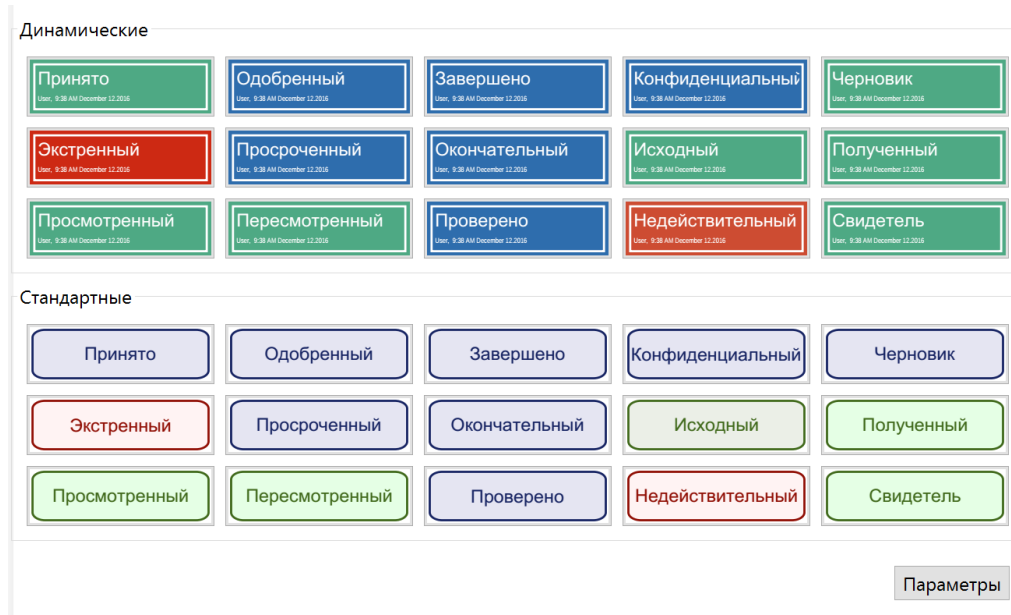 Динамические
Принято
User, 9:38 AM December 12.2016
Одобренный
User, 9:38 AM December 12.2016
Завершено
User, 9:38 AM December 12.2016
Конфиденциальный
User, 9:38 AM December 12.2016
Черновик
User, 9:38 AM December 12.2016
Экстренный
User, 9:38 AM December 12.2016
Просроченный
User, 9:38 AM December 12.2016
Окончательный
User, 9:38 AM December 12.2016
Исходный
User, 9:38 AM December 12.2016
Полученный
User, 9:38 AM December 12.2016
Просмотренный
User, 9:38 AM December 12.2016
Пересмотренный
User, 9:38 AM December 12.2016
Проверено
User, 9:38 AM December 12.2016
Недействительный
User, 9:38 AM December 12.2016
Свидетель
User, 9:38 AM December 12.2016
Стандартные
Принято
Одобренный
Завершено
Конфиденциальный
Черновик
Экстренный
Просроченный
Окончательный
Исходный
Полученный
Просмотренный
Пересмотренный
Проверено
Недействительный
Свидетель
Параметры